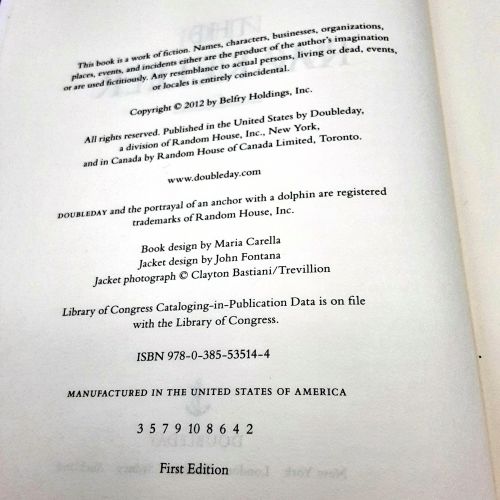 This book is a work of fiction. Names, characters, businesses, organizations,
places, events, and incidents either are the product of the author's imagination
or are used fictitiously. Any resemblance to actual persons, living or dead, events,
or locales is entirely coincidental.
Copyright © 2012 by Belfry Holdings, Inc.
All rights reserved. Published in the United States by Doubleday,
a division of Random House, Inc., New York,
and in Canada by Random House of Canada Limited, Toronto.
www.doubleday.com
DOUBLEDAY and the portrayal of an anchor with a dolphin are registered
trademarks of Random House, Inc.
Book design by Maria Carella
Jacket design by John Fontana
Jacket photograph © Clayton Bastiani/Trevillion
Library of Congress Cataloging-in-Publication Data is on file
with the Library of Congress.
ISBN 978-0-385-53514-4
MANUFACTURED IN THE UNITED STATES OF AMERICA
3 5 7 9 10 8 6 4 2
First Edition